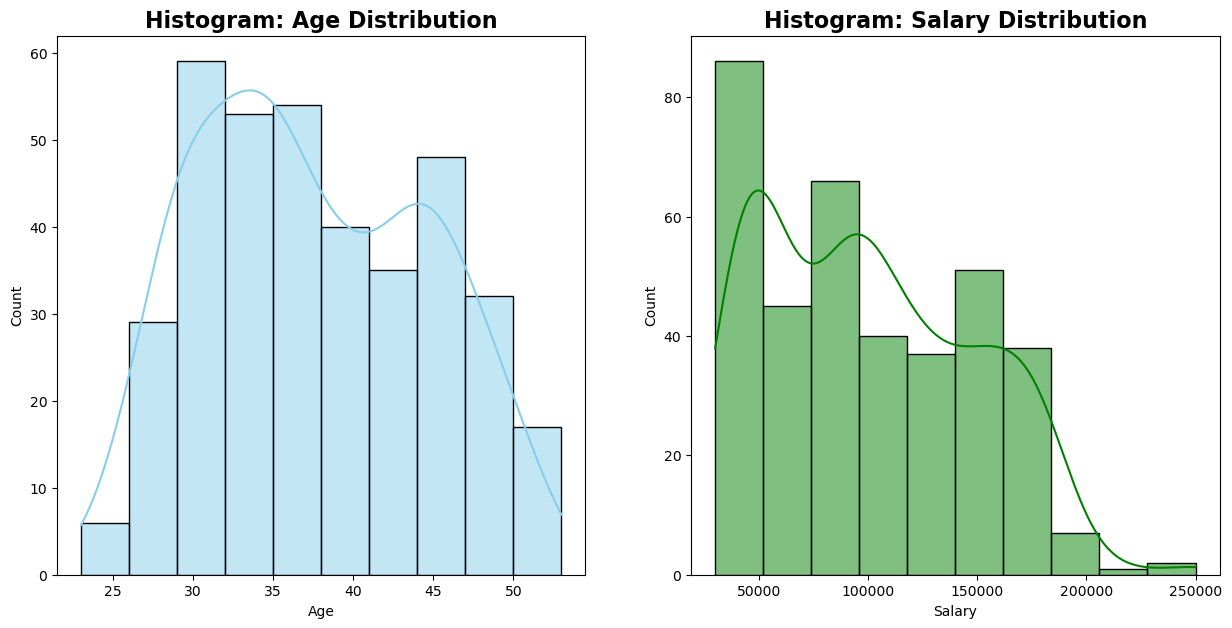 Histogram: Age Distribution
60
50
40
30
20
10
0
Count
25 30 35 40 45 50
Age
Histogram: Salary Distribution
80
60
40
20
0
Count
50000 100000 150000 200000 250000
Salary